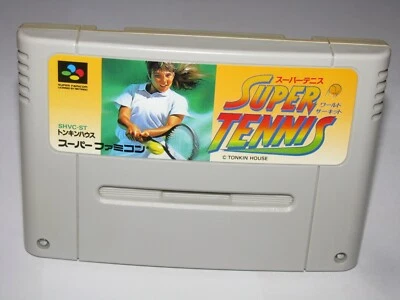 SUPER FAMICOM
SHVC-ST
トンキンハウス
スーパー ファミコン
スーパーテニス
SUPER
TENNIS
ワールド
サーキット
© TONKIN HOUSE